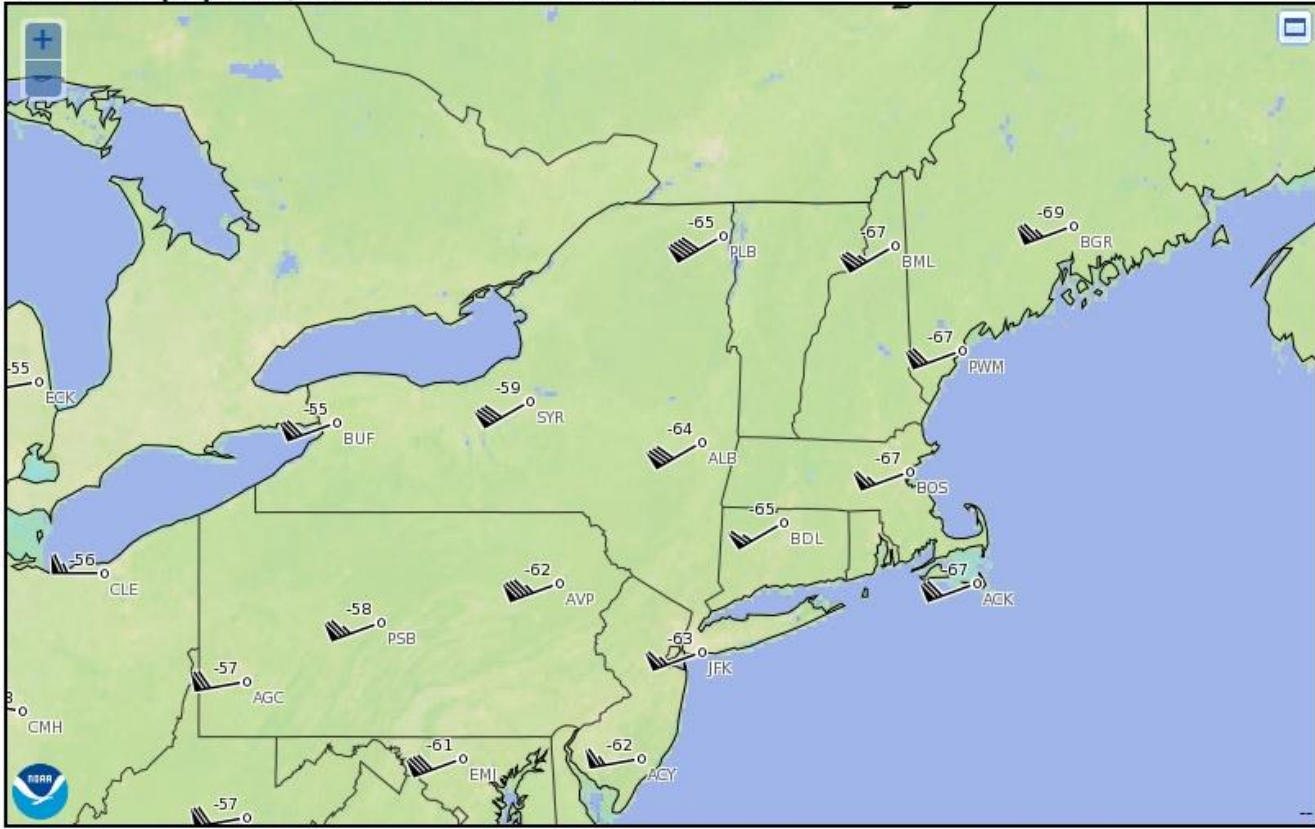 +
-65
PLB
-67
BML
-69
BGR
-67
PWM
-55
ECK
-59
SYR
-55
BUF
-64
ALB
-67
BOS
-65
BDL
-56
CLE
-62
AVP
-67
ACK
-58
PSB
-63
JFK
-57
AGC
CMH
-61
EMI
-62
ACY
NOAA
-57